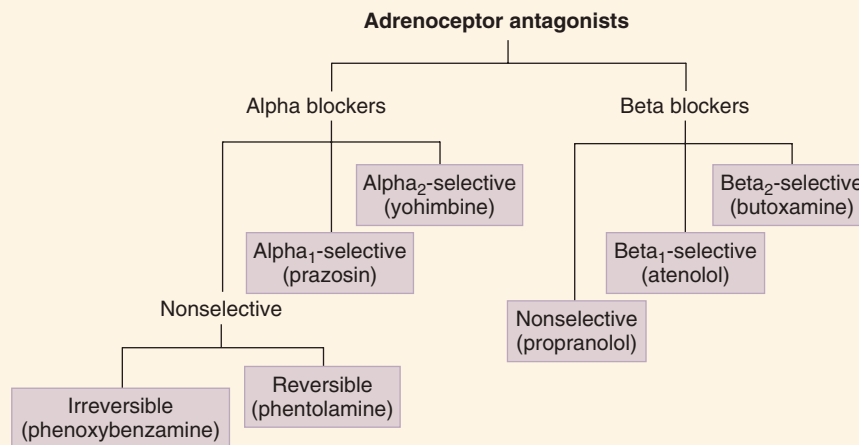 Adrenoceptor antagonists
Alpha blockers
Beta blockers
Alpha₂-selective
(yohimbine)
Beta₂-selective
(butoxamine)
Alpha₁-selective
(prazosin)
Beta₁-selective
(atenolol)
Nonselective
Nonselective
(propranolol)
Irreversible
(phenoxybenzamine)
Reversible
(phentolamine)